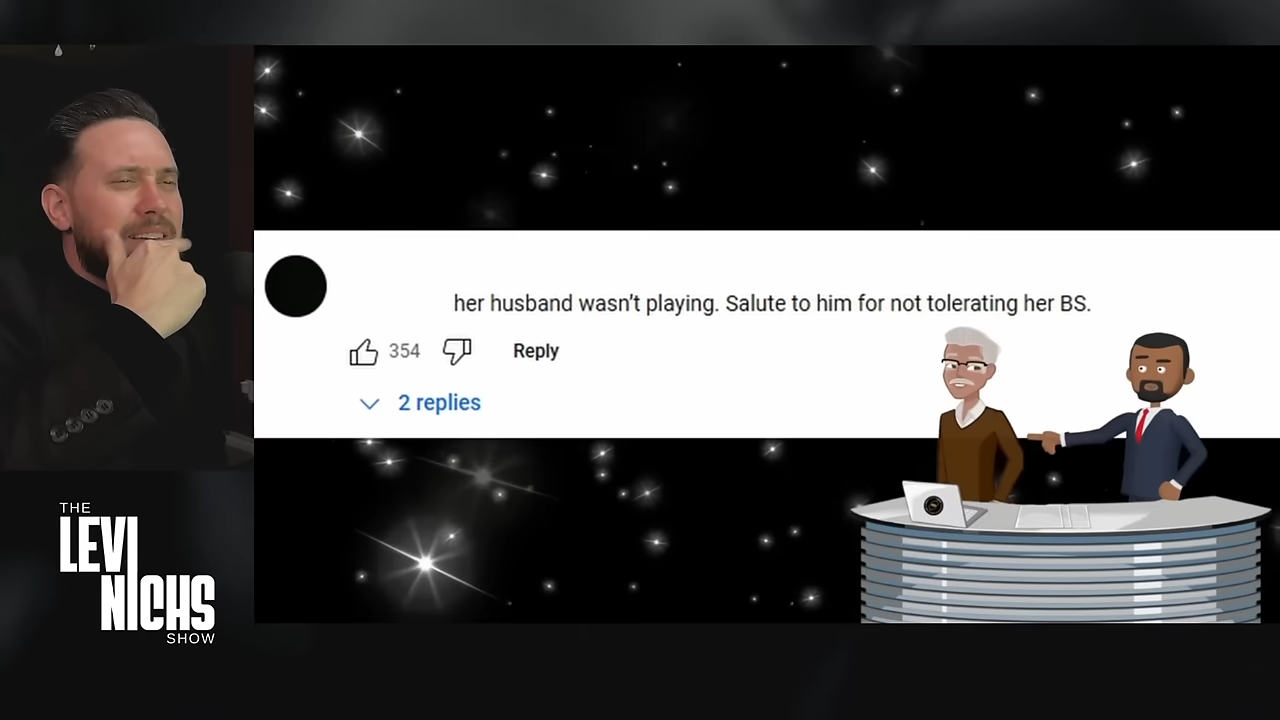 her husband wasn't playing. Salute to him for not tolerating her BS.
354
Reply
2 replies
THE
LEVI
NICHS
SHOW